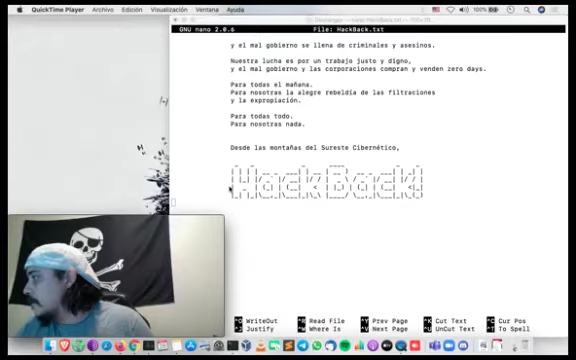 QuickTime Player Archivo Edición Visualización Ventana Ayuda
100%
GNU nano 2.0.6 File: HackBack.txt
y el mal gobierno se llena de criminales y asesinos.
Nuestra lucha es por un trabajo justo y digno,
y el mal gobierno y las corporaciones compran y venden zero days.
Para todas el mañana.
Para nosotras la alegre rebeldía de las filtraciones
y la expropiación.
Para todas todo.
Para nosotras nada.
Desde las montañas del Sureste Cibernético,
Hack Back!
^O WriteOut ^R Read File ^Y Prev Page ^K Cut Text ^C Cur Pos
^J Justify ^W Where Is ^V Next Page ^U UnCut Text ^T To Spell